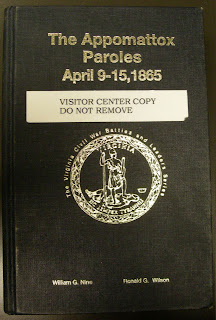 The Appomattox
Paroles
April 9-15, 1865
VISITOR CENTER COPY
DO NOT REMOVE
The Virginia Civil War Battles and Leaders Series
VIRGINIA
William G. Nine
Ronald G. Wilson